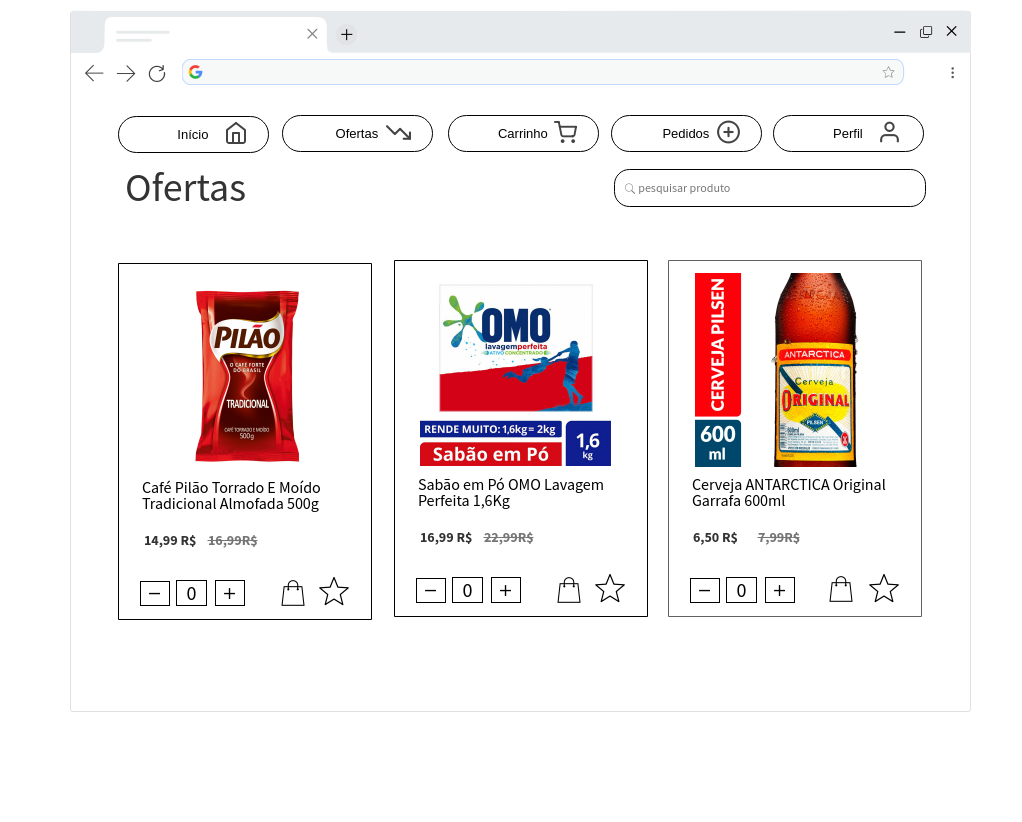 Início
Ofertas
Carrinho
Pedidos
Perfil
Ofertas
pesquisar produto
PILÃO
O CAFÉ FORTE
DO BRASIL
TRADICIONAL
CAFÉ TORRADO E MOÍDO
500g
Café Pilão Torrado E Moído
Tradicional Almofada 500g
14,99 R$ 16,99R$
0
OMO
lavagemperfeita
ATIVO CONCENTRADO
RENDE MUITO: 1,6kg= 2kg
Sabão em Pó
1,6
kg
Sabão em Pó OMO Lavagem
Perfeita 1,6Kg
16,99 R$ 22,99R$
0
CERVEJA PILSEN
600
ml
ANTARCTICA
Cerveja
ORIGINAL
PILSEN
600ml
Cerveja ANTARCTICA Original
Garrafa 600ml
6,50 R$ 7,99R$
0